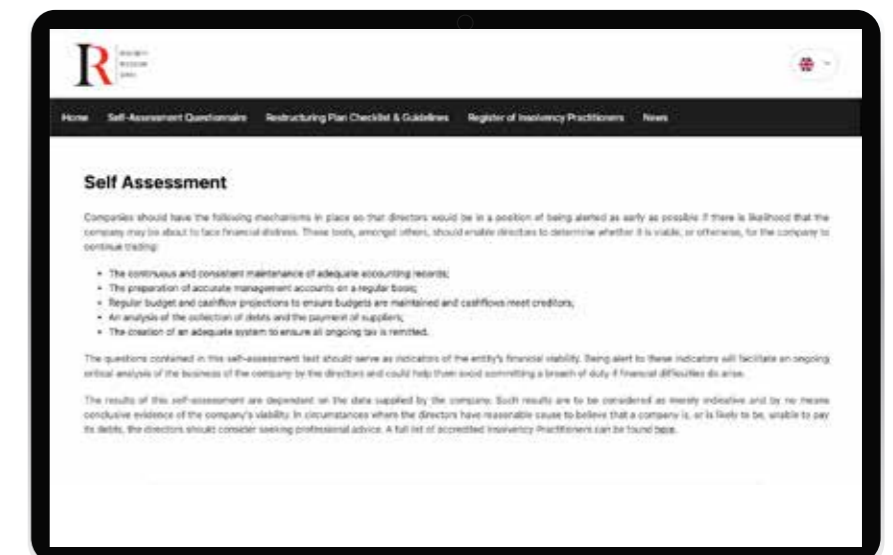 Home Self-Assessment Questionnaire Restructuring Plan Checklist & Guidelines Register of Insolvency Practitioners News
Self Assessment
Companies should have the following mechanisms in place so that directors would be in a position of being alerted as early as possible if there is likelihood that the
company may be about to face financial distress. These tools, amongst others, should enable directors to determine whether it is viable, or otherwise, for the company to
continue trading:
• The continuous and consistent maintenance of adequate accounting records;
• The preparation of accurate management accounts on a regular basis;
• Regular budget and cashflow projections to ensure budgets are maintained and cashflows meet creditors;
• An analysis of the collection of debts and the payment of suppliers;
• The creation of an adequate system to ensure all ongoing tax is remitted.
The questions contained in this self-assessment test should serve as indicators of the entity's financial viability. Being alert to these indicators will facilitate an ongoing
critical analysis of the business of the company by the directors and could help them avoid committing a breach of duty if financial difficulties do arise.
The results of this self-assessment are dependant on the data supplied by the company. Such results are to be considered as merely indicative and by no means
conclusive evidence of the company's viability. In circumstances where the directors have reasonable cause to believe that a company is, or is likely to be, unable to pay
its debts, the directors should consider seeking professional advice. A full list of accredited Insolvency Practitioners can be found here.